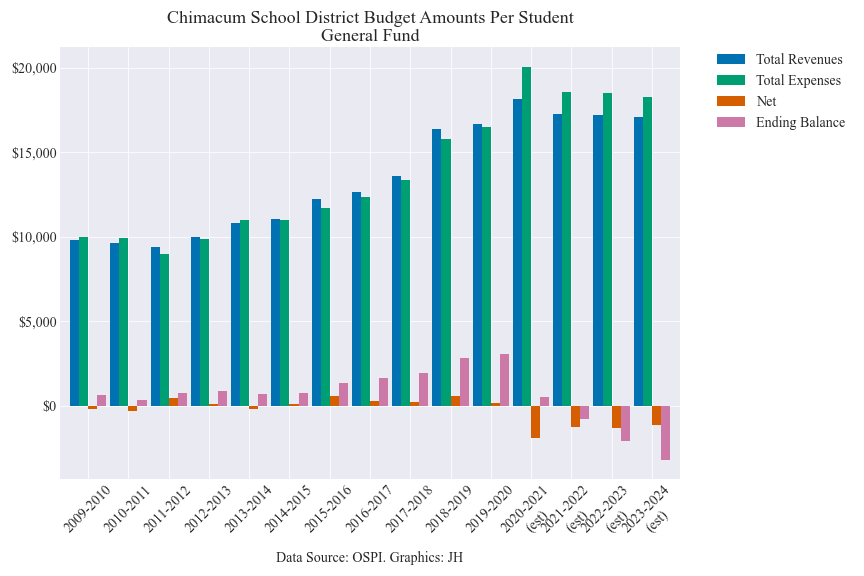 Chimacum School District Budget Amounts Per Student
General Fund
Total Revenues
Total Expenses
Net
Ending Balance
$20,000
$15,000
$10,000
$5,000
$0
2009-2010
2010-2011
2011-2012
2012-2013
2013-2014
2014-2015
2015-2016
2016-2017
2017-2018
2018-2019
2019-2020
2020-2021
(est)
2021-2022
(est)
2022-2023
(est)
2023-2024
(est)
Data Source: OSPI. Graphics: JH